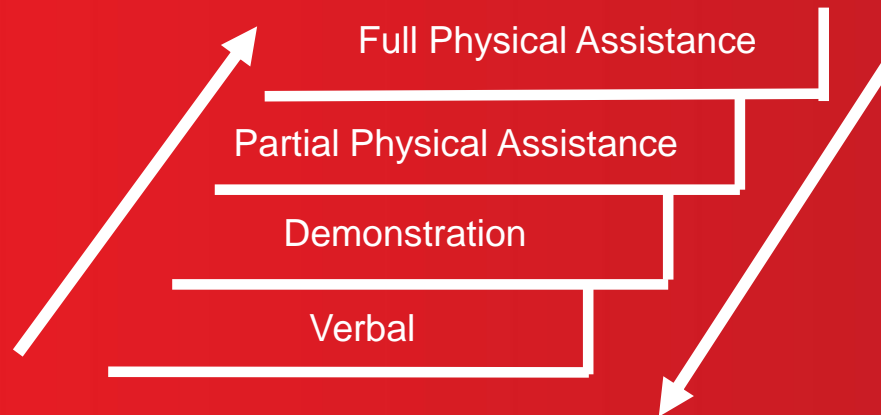 Full Physical Assistance
Partial Physical Assistance
Demonstration
Verbal